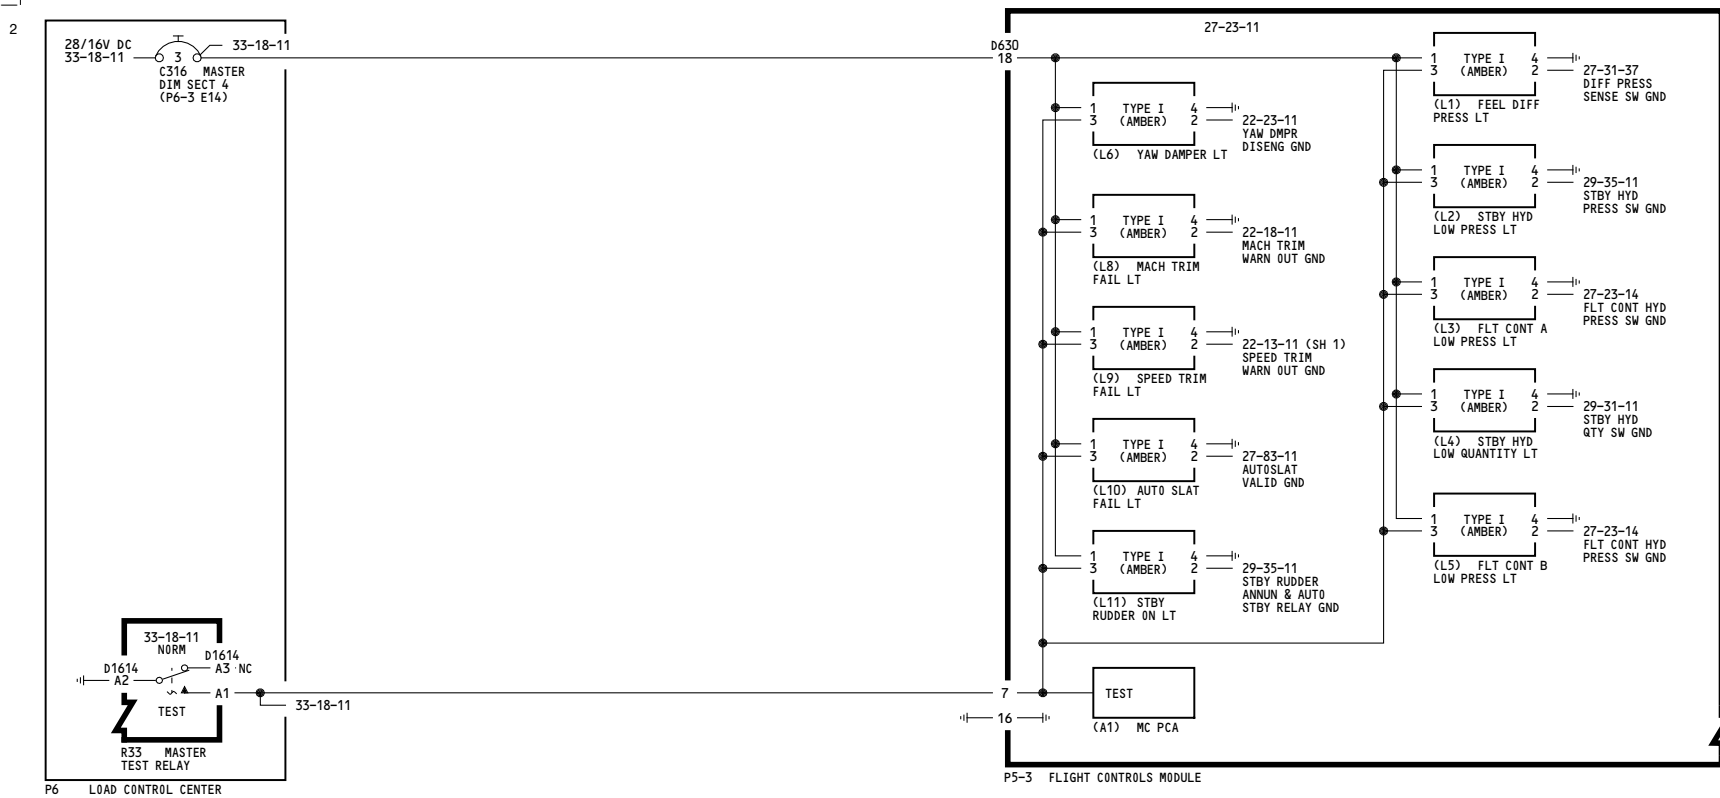 2
28/16V DC
33-18-11
3
33-18-11
C316 MASTER
DIM SECT 4
(P6-3 E14)
33-18-11
NORM
D1614
A2
D1614
A3 NC
A1
TEST
33-18-11
R33 MASTER
TEST RELAY
P6 LOAD CONTROL CENTER
27-23-11
D630
18
1 TYPE I 4
3 (AMBER) 2
22-23-11
YAW DMPR
DISENG GND
(L6) YAW DAMPER LT
1 TYPE I 4
3 (AMBER) 2
22-18-11
MACH TRIM
WARN OUT GND
(L8) MACH TRIM
FAIL LT
1 TYPE I 4
3 (AMBER) 2
22-13-11 (SH 1)
SPEED TRIM
WARN OUT GND
(L9) SPEED TRIM
FAIL LT
1 TYPE I 4
3 (AMBER) 2
27-83-11
AUTOSLAT
VALID GND
(L10) AUTO SLAT
FAIL LT
1 TYPE I 4
3 (AMBER) 2
29-35-11
STBY RUDDER
ANNUN & AUTO
STBY RELAY GND
(L11) STBY
RUDDER ON LT
7
TEST
16
(A1) MC PCA
1 TYPE I 4
3 (AMBER) 2
27-31-37
DIFF PRESS
SENSE SW GND
(L1) FEEL DIFF
PRESS LT
1 TYPE I 4
3 (AMBER) 2
29-35-11
STBY HYD
PRESS SW GND
(L2) STBY HYD
LOW PRESS LT
1 TYPE I 4
3 (AMBER) 2
27-23-14
FLT CONT HYD
PRESS SW GND
(L3) FLT CONT A
LOW PRESS LT
1 TYPE I 4
3 (AMBER) 2
29-31-11
STBY HYD
QTY SW GND
(L4) STBY HYD
LOW QUANTITY LT
1 TYPE I 4
3 (AMBER) 2
27-23-14
FLT CONT HYD
PRESS SW GND
(L5) FLT CONT B
LOW PRESS LT
P5-3 FLIGHT CONTROLS MODULE